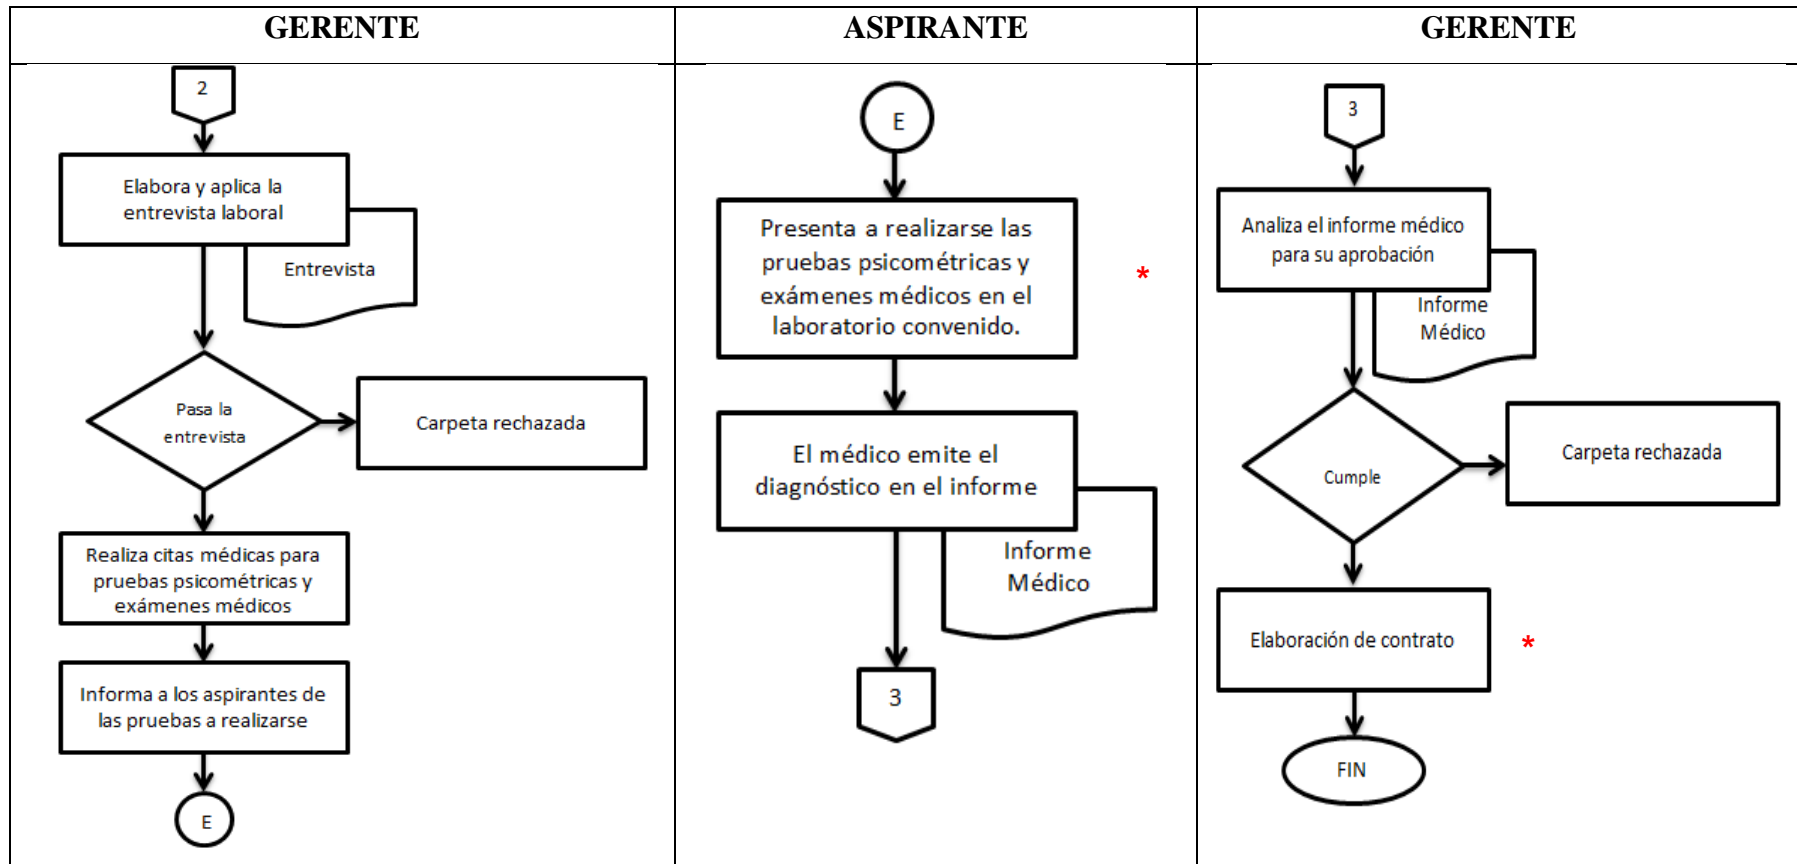 GERENTE
2
Elabora y aplica la
entrevista laboral
Entrevista
Pasa la
entrevista
Carpeta rechazada
Realiza citas médicas para
pruebas psicométricas y
exámenes médicos
Informa a los aspirantes de
las pruebas a realizarse
E
ASPIRANTE
E
Presenta a realizarse las
pruebas psicométricas y
exámenes médicos en el
laboratorio convenido.
*
El médico emite el
diagnóstico en el informe
Informe
Médico
3
GERENTE
3
Analiza el informe médico
para su aprobación
Informe
Médico
Cumple
Carpeta rechazada
Elaboración de contrato
*
FIN